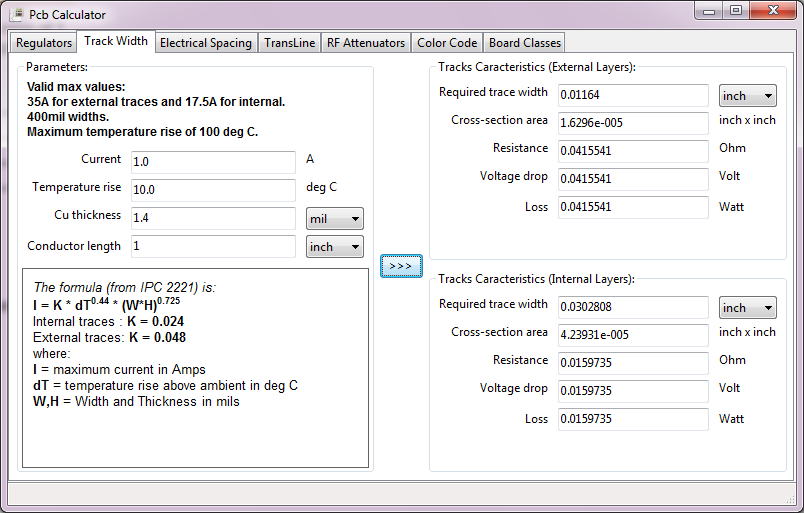 Pcb Calculator
Regulators Track Width Electrical Spacing TransLine RF Attenuators Color Code Board Classes
Parameters:
Valid max values:
35A for external traces and 17.5A for internal.
400mil widths.
Maximum temperature rise of 100 deg C.
Current 1.0 A
Temperature rise 10.0 deg C
Cu thickness 1.4 mil
Conductor length 1 inch
The formula (from IPC 2221) is:
I = K * dT^0.44 * (W*H)^0.725
Internal traces : K = 0.024
External traces: K = 0.048
where:
I = maximum current in Amps
dT = temperature rise above ambient in deg C
W,H = Width and Thickness in mils
>>>
Tracks Caracteristics (External Layers):
Required trace width 0.01164 inch
Cross-section area 1.6296e-005 inch x inch
Resistance 0.0415541 Ohm
Voltage drop 0.0415541 Volt
Loss 0.0415541 Watt
Tracks Caracteristics (Internal Layers):
Required trace width 0.0302808 inch
Cross-section area 4.23931e-005 inch x inch
Resistance 0.0159735 Ohm
Voltage drop 0.0159735 Volt
Loss 0.0159735 Watt